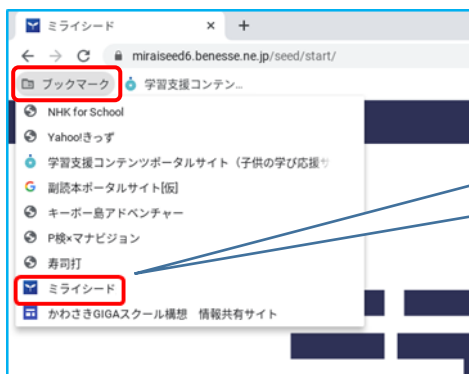 ミライシード
miraiseed6.benesse.ne.jp/seed/start/
ブックマーク
学習支援コンテン...
NHK for School
Yahoo!きっず
学習支援コンテンツポータルサイト（子供の学び応援サ
副読本ポータルサイト[仮]
キーボー島アドベンチャー
P検×マナビジョン
寿司打
ミライシード
かわさきGIGAスクール構想 情報共有サイト